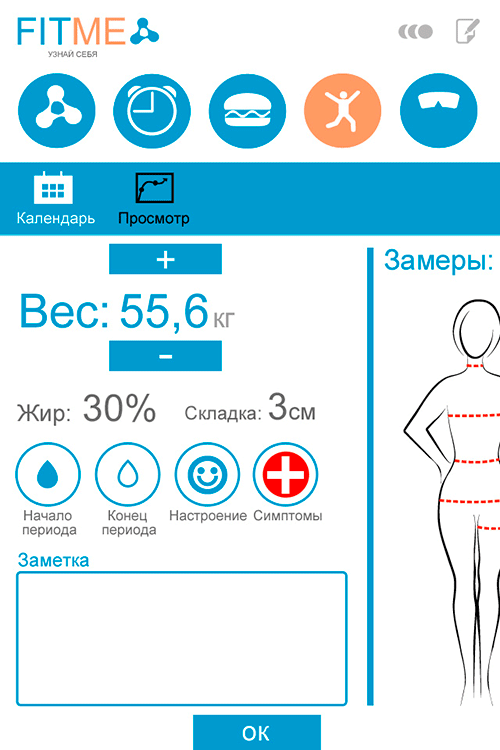 FITME
УЗНАЙ СЕБЯ
Календарь
Просмотр
+
Вес: 55,6 кг
-
Замеры:
Жир: 30%
Складка: 3см
Начало
периода
Конец
периода
Настроение
Симптомы
Заметка
ОК